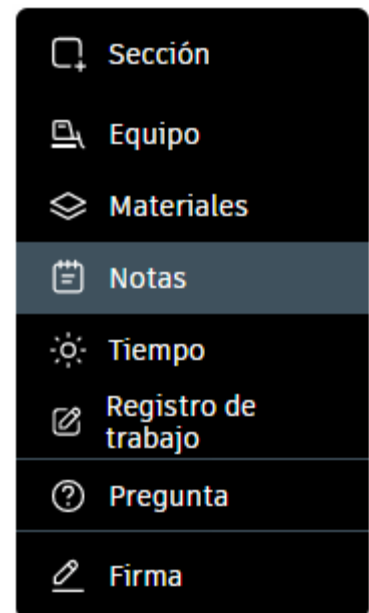 Sección
Equipo
Materiales
Notas
Tiempo
Registro de
trabajo
Pregunta
Firma